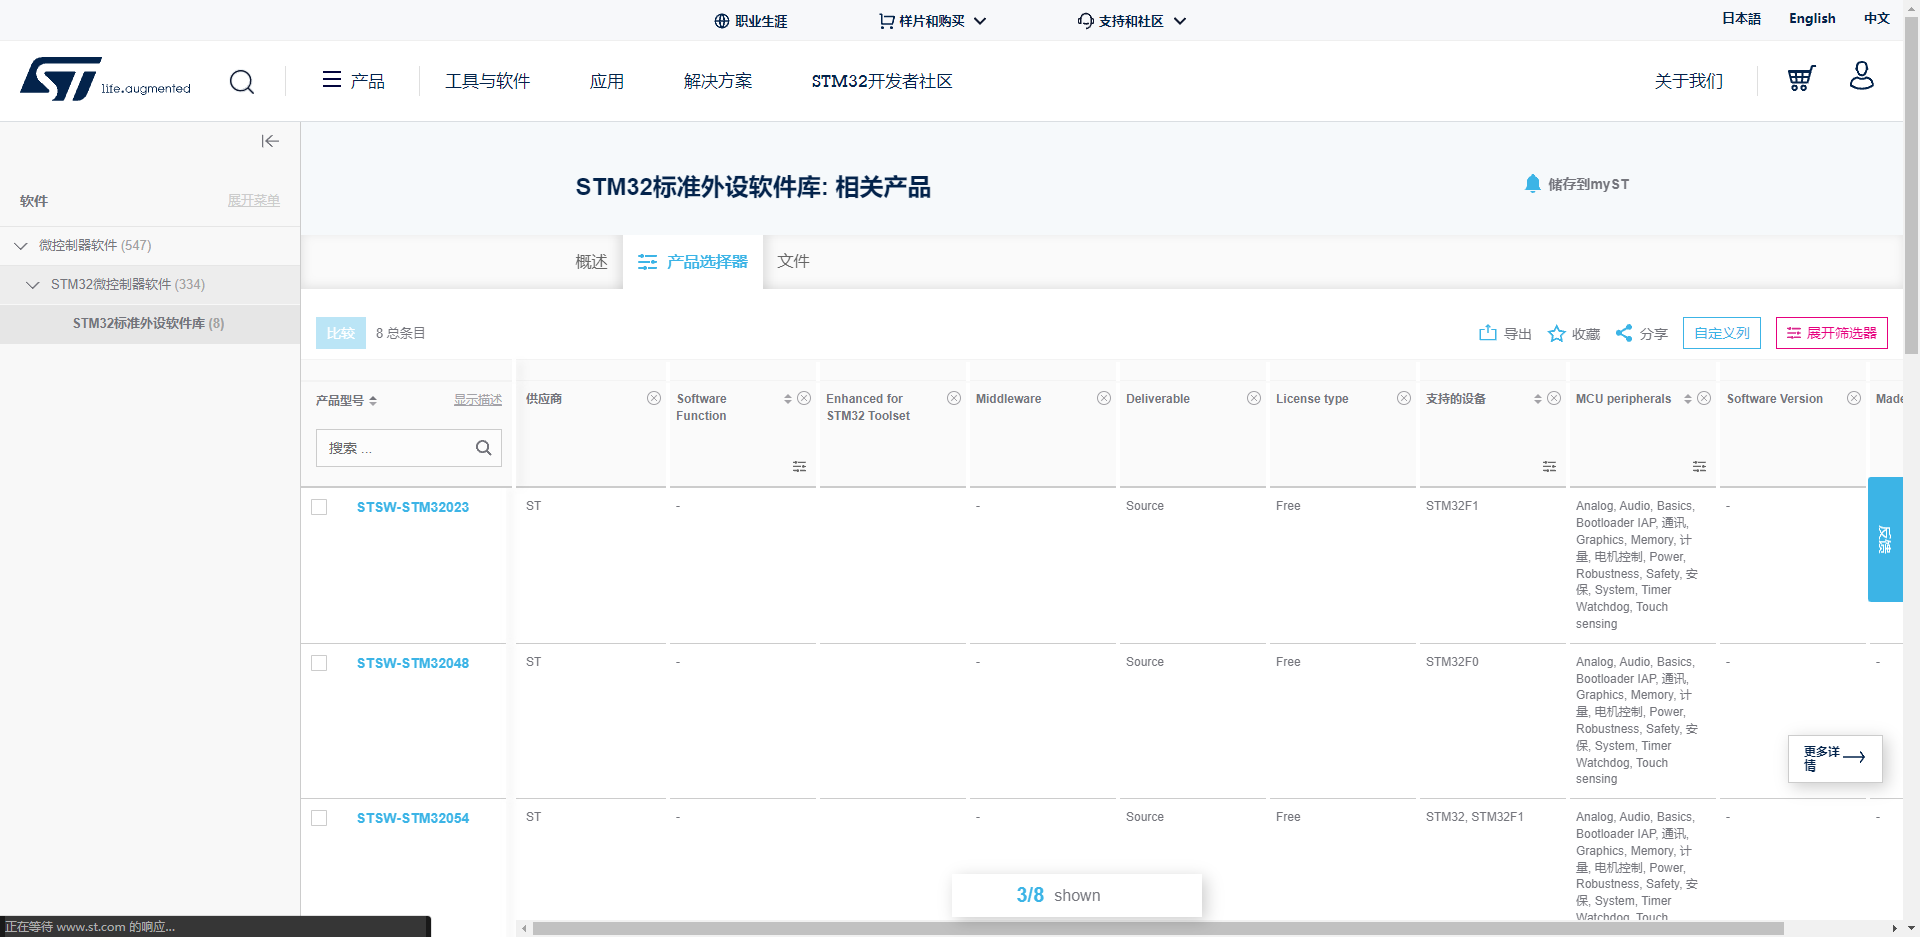 职业生涯
样片和购买
支持和社区
日本語
English
中文
ST life.augmented
产品
工具与软件
应用
解决方案
STM32开发者社区
关于我们
软件
展开菜单
微控制器软件 (547)
STM32微控制器软件 (334)
STM32标准外设软件库 (8)
STM32标准外设软件库: 相关产品
储存到myST
概述
产品选择器
文件
比较
8 总条目
导出
收藏
分享
自定义列
展开筛选器
产品型号
显示描述
搜索 ...
供应商
Software
Function
Enhanced for
STM32 Toolset
Middleware
Deliverable
License type
支持的设备
MCU peripherals
Software Version
Made
STSW-STM32023
ST
-
-
Source
Free
STM32F1
Analog, Audio, Basics,
Bootloader IAP, 通讯,
Graphics, Memory, 计
量, 电机控制, Power,
Robustness, Safety, 安
保, System, Timer
Watchdog, Touch
sensing
-
反馈
STSW-STM32048
ST
-
-
Source
Free
STM32F0
Analog, Audio, Basics,
Bootloader IAP, 通讯,
Graphics, Memory, 计
量, 电机控制, Power,
Robustness, Safety, 安
保, System, Timer
Watchdog, Touch
sensing
-
-
更多详
情
STSW-STM32054
ST
-
-
Source
Free
STM32, STM32F1
Analog, Audio, Basics,
Bootloader IAP, 通讯,
Graphics, Memory, 计
量, 电机控制, Power,
Robustness, Safety, 安
保, System, Timer
Watchdog, Touch
-
-
3/8 shown
正在等待 www.st.com 的响应...